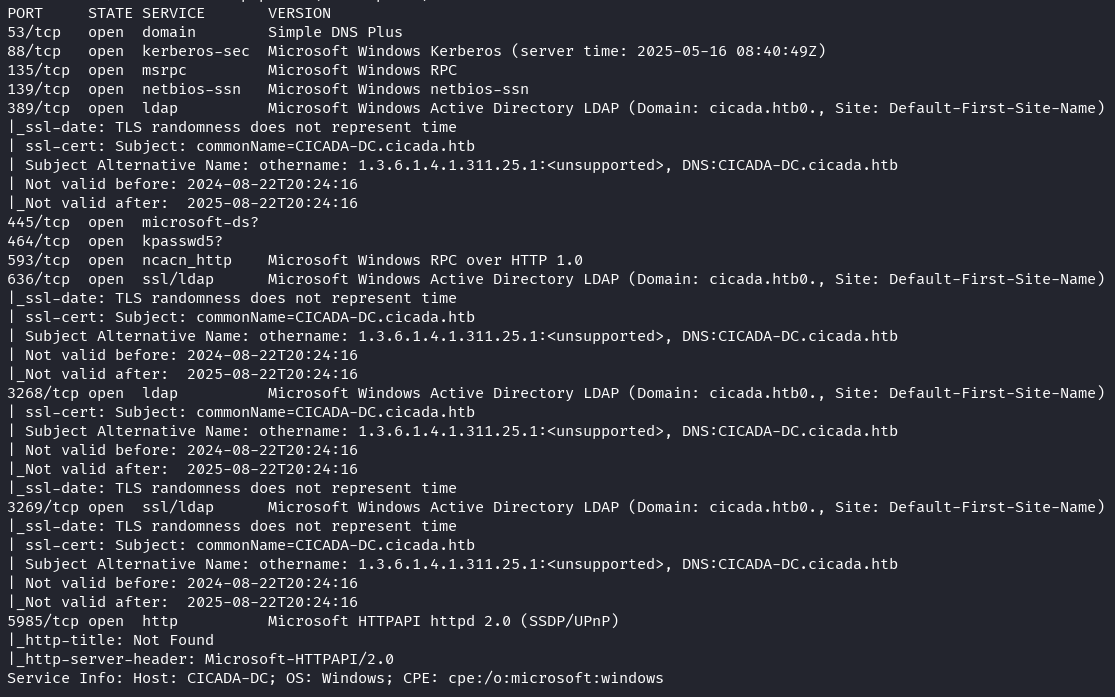 PORT     STATE SERVICE       VERSION
53/tcp   open  domain        Simple DNS Plus
88/tcp   open  kerberos-sec  Microsoft Windows Kerberos (server time: 2025-05-16 08:40:49Z)
135/tcp  open  msrpc         Microsoft Windows RPC
139/tcp  open  netbios-ssn   Microsoft Windows netbios-ssn
389/tcp  open  ldap          Microsoft Windows Active Directory LDAP (Domain: cicada.htb0., Site: Default-First-Site-Name)
|_ssl-date: TLS randomness does not represent time
| ssl-cert: Subject: commonName=CICADA-DC.cicada.htb
| Subject Alternative Name: othername: 1.3.6.1.4.1.311.25.1:<unsupported>, DNS:CICADA-DC.cicada.htb
| Not valid before: 2024-08-22T20:24:16
|_Not valid after:  2025-08-22T20:24:16
445/tcp  open  microsoft-ds?
464/tcp  open  kpasswd5?
593/tcp  open  ncacn_http    Microsoft Windows RPC over HTTP 1.0
636/tcp  open  ssl/ldap      Microsoft Windows Active Directory LDAP (Domain: cicada.htb0., Site: Default-First-Site-Name)
|_ssl-date: TLS randomness does not represent time
| ssl-cert: Subject: commonName=CICADA-DC.cicada.htb
| Subject Alternative Name: othername: 1.3.6.1.4.1.311.25.1:<unsupported>, DNS:CICADA-DC.cicada.htb
| Not valid before: 2024-08-22T20:24:16
|_Not valid after:  2025-08-22T20:24:16
3268/tcp open  ldap          Microsoft Windows Active Directory LDAP (Domain: cicada.htb0., Site: Default-First-Site-Name)
| ssl-cert: Subject: commonName=CICADA-DC.cicada.htb
| Subject Alternative Name: othername: 1.3.6.1.4.1.311.25.1:<unsupported>, DNS:CICADA-DC.cicada.htb
| Not valid before: 2024-08-22T20:24:16
|_Not valid after:  2025-08-22T20:24:16
|_ssl-date: TLS randomness does not represent time
3269/tcp open  ssl/ldap      Microsoft Windows Active Directory LDAP (Domain: cicada.htb0., Site: Default-First-Site-Name)
|_ssl-date: TLS randomness does not represent time
| ssl-cert: Subject: commonName=CICADA-DC.cicada.htb
| Subject Alternative Name: othername: 1.3.6.1.4.1.311.25.1:<unsupported>, DNS:CICADA-DC.cicada.htb
| Not valid before: 2024-08-22T20:24:16
|_Not valid after:  2025-08-22T20:24:16
5985/tcp open  http          Microsoft HTTPAPI httpd 2.0 (SSDP/UPnP)
|_http-title: Not Found
|_http-server-header: Microsoft-HTTPAPI/2.0
Service Info: Host: CICADA-DC; OS: Windows; CPE: cpe:/o:microsoft:windows